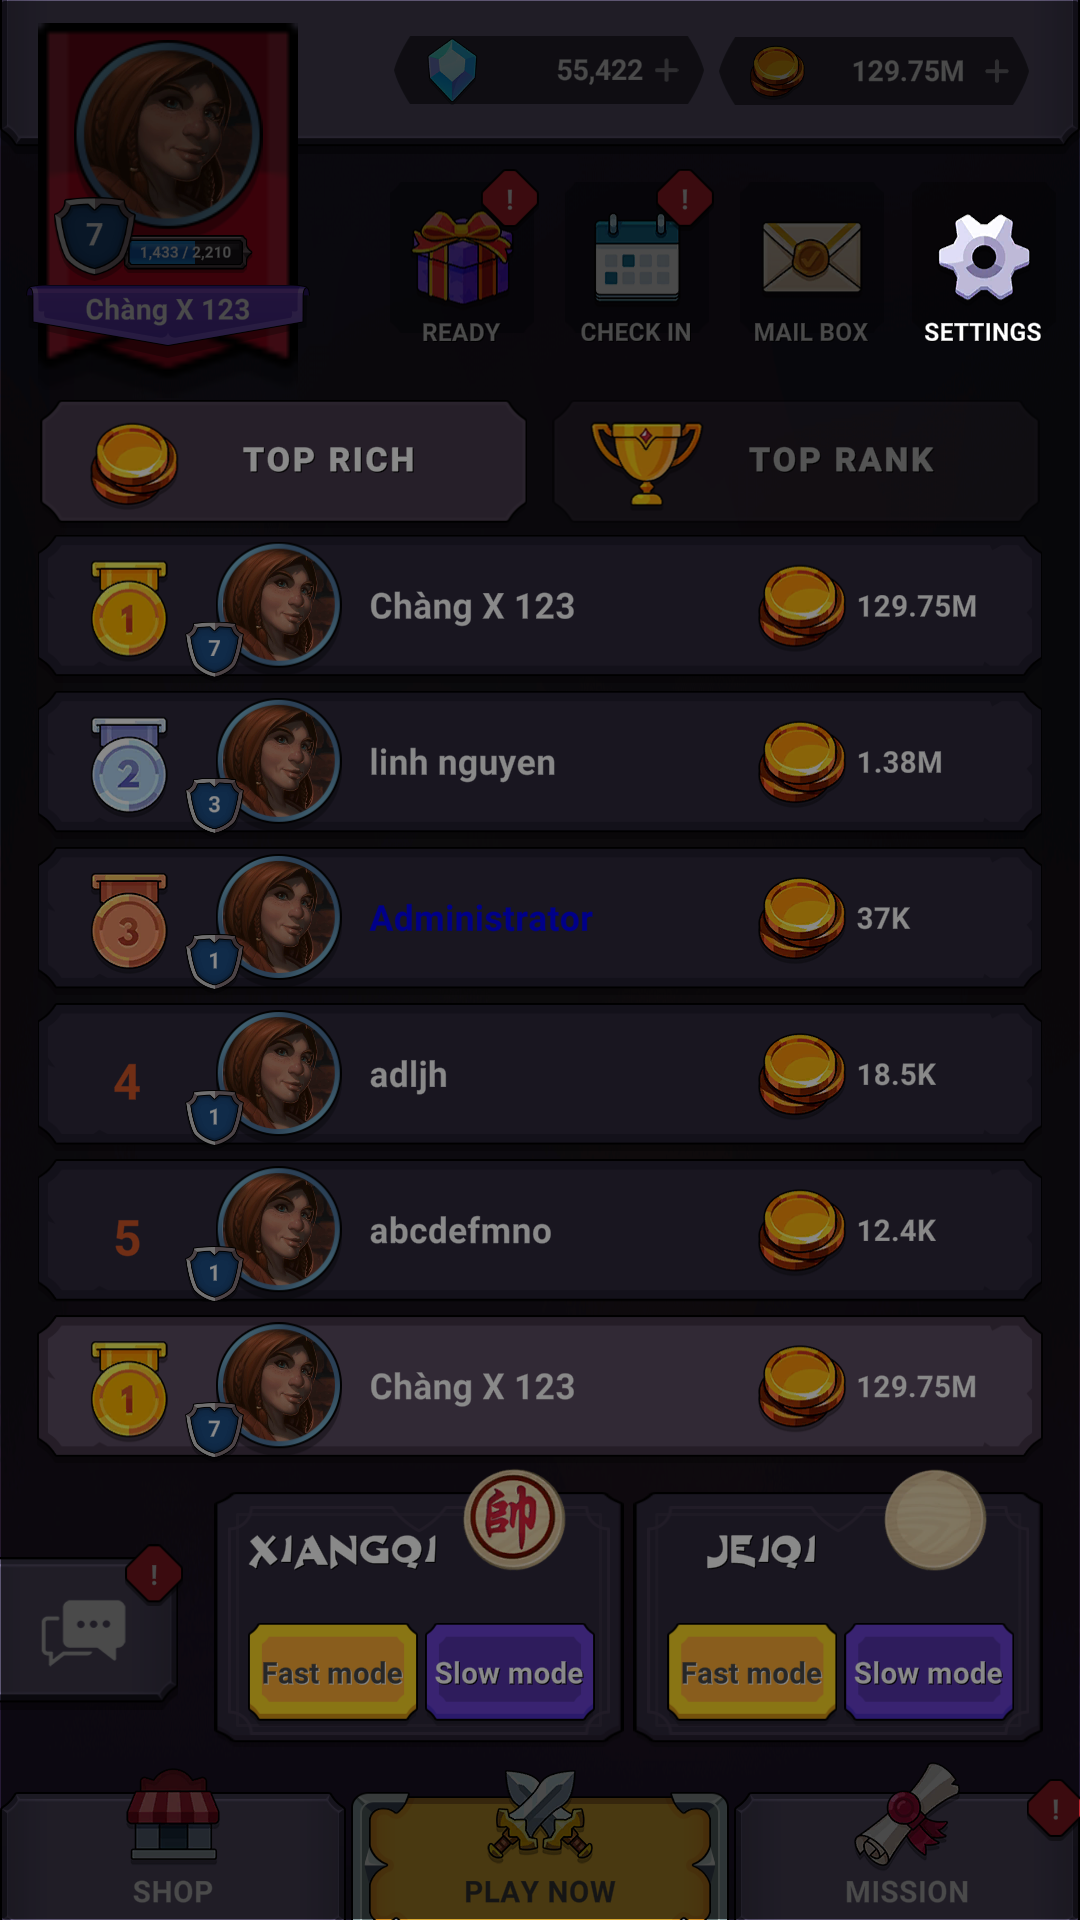 55,422
129.75M
7
1,433 / 2,210
Chàng X 123
!
!
READY
CHECK IN
MAIL BOX
SETTINGS
TOP RICH
TOP RANK
1
7
Chàng X 123
129.75M
2
3
linh nguyen
1.38M
3
1
Administrator
37K
4
1
adljh
18.5K
5
1
abcdefmno
12.4K
1
7
Chàng X 123
129.75M
XIANGQI
帥
JEIQI
!
Fast mode
Slow mode
Fast mode
Slow mode
!
SHOP
PLAY NOW
MISSION